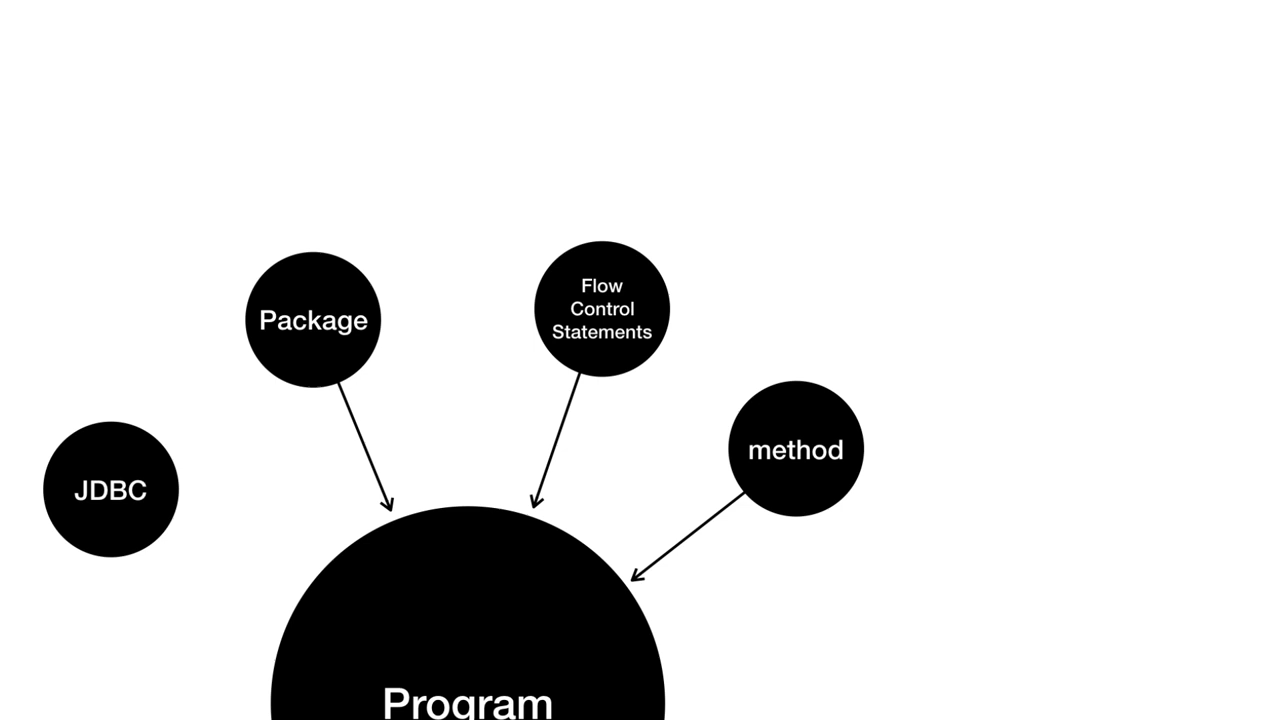 Flow
Control
Statements
Package
method
JDBC
Program